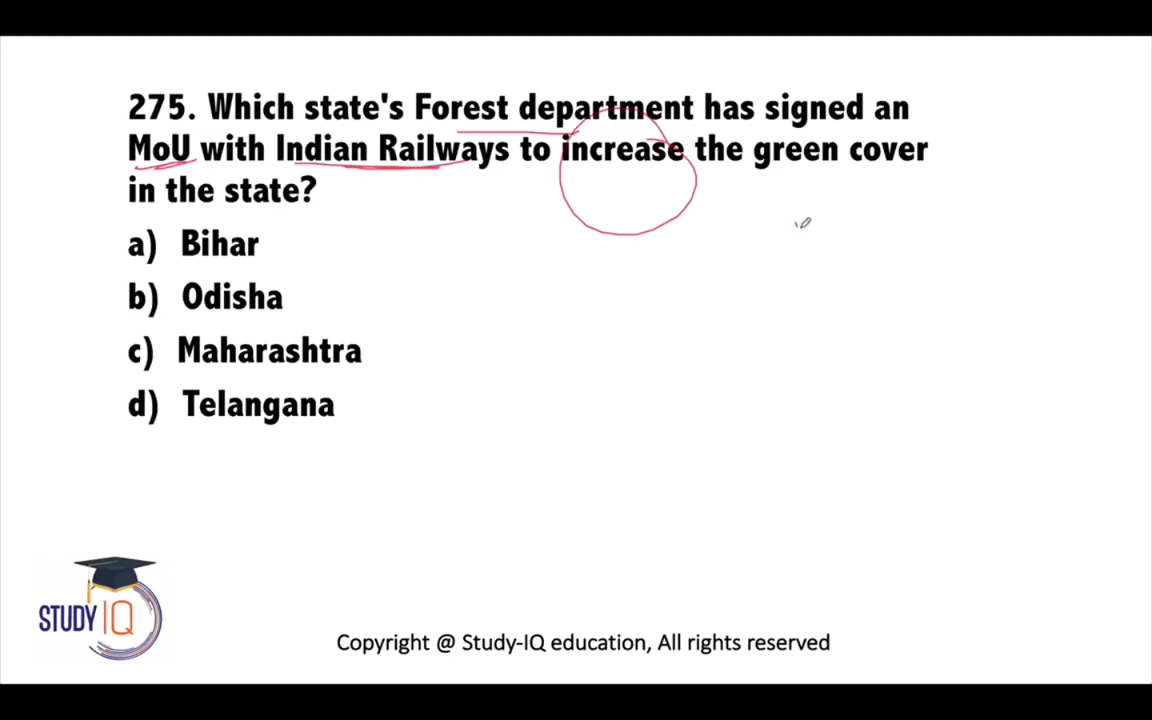 275. Which state's Forest department has signed an
MoU with Indian Railways to increase the green cover
in the state?
a) Bihar
b) Odisha
c) Maharashtra
d) Telangana
STUDY IQ
Copyright @ Study-IQ education, All rights reserved